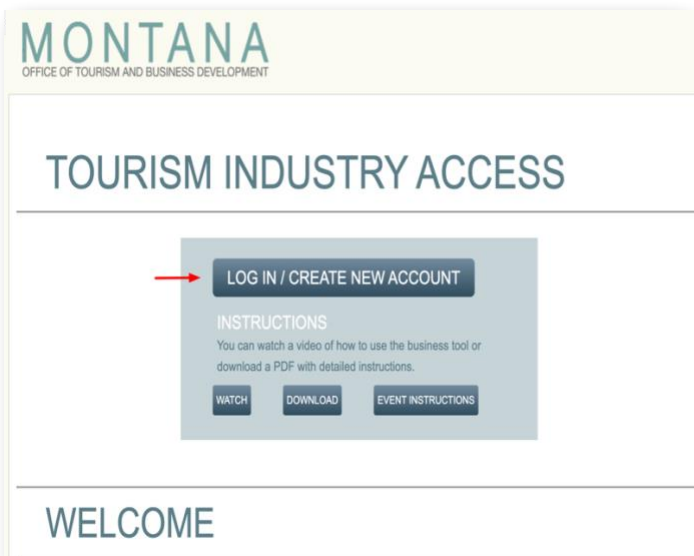 MONTANA
OFFICE OF TOURISM AND BUSINESS DEVELOPMENT
TOURISM INDUSTRY ACCESS
LOG IN / CREATE NEW ACCOUNT
INSTRUCTIONS
You can watch a video of how to use the business tool or
download a PDF with detailed instructions.
WATCH DOWNLOAD EVENT INSTRUCTIONS
WELCOME